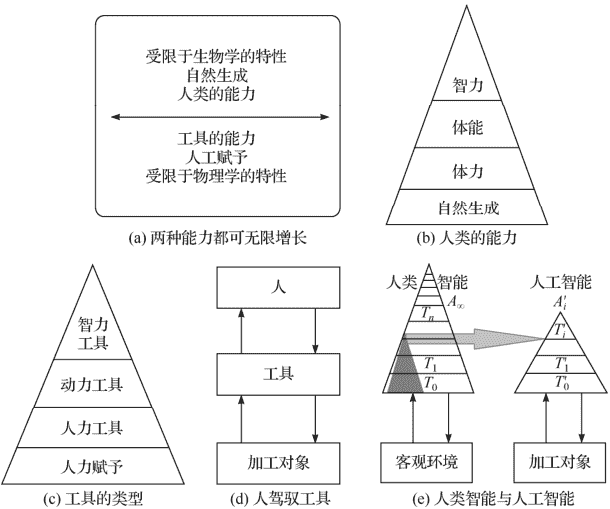 受限于生物学的特性
自然生成
人类的能力
工具的能力
人工赋予
受限于物理学的特性
(a) 两种能力都可无限增长
智力
体能
体力
自然生成
(b) 人类的能力
智力
工具
动力工具
人力工具
人力赋予
(c) 工具的类型
人
工具
加工对象
(d) 人驾驭工具
人类 智能
A∞
Tn
T1
T0
客观环境
人工智能
A′i
T′i
T′1
T′0
加工对象
(e) 人类智能与人工智能